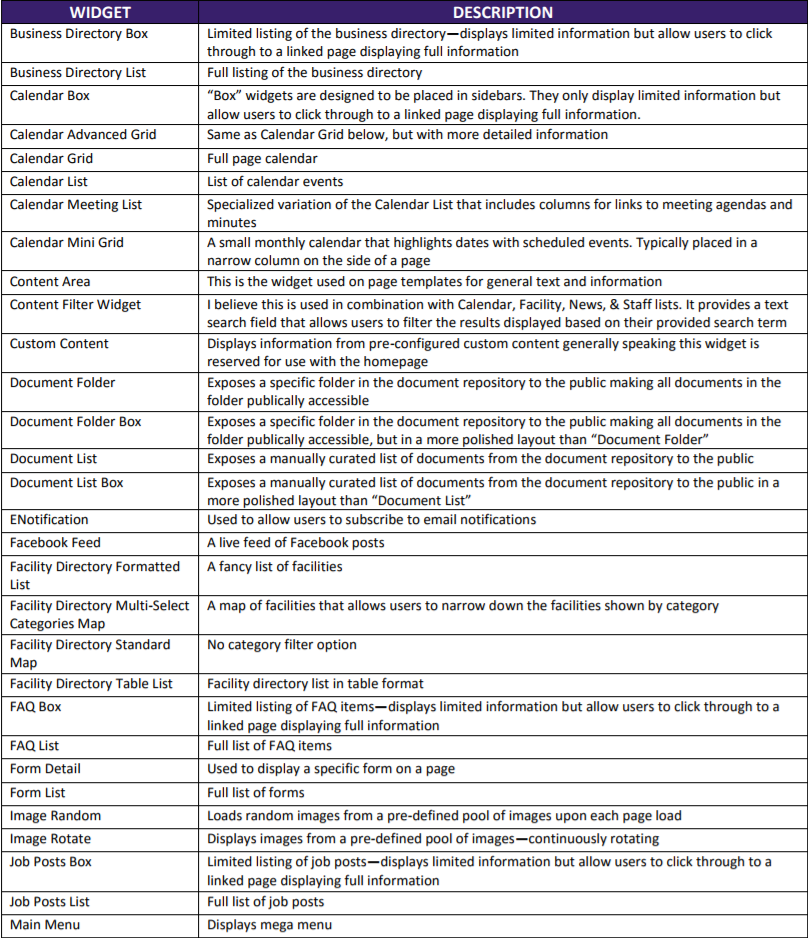 WIDGET DESCRIPTION
Business Directory Box Limited listing of the business directory—displays limited information but allow users to click
through to a linked page displaying full information
Business Directory List Full listing of the business directory
Calendar Box “Box” widgets are designed to be placed in sidebars. They only display limited information but
allow users to click through to a linked page displaying full information.
Calendar Advanced Grid Same as Calendar Grid below, but with more detailed information
Calendar Grid Full page calendar
Calendar List List of calendar events
Calendar Meeting List Specialized variation of the Calendar List that includes columns for links to meeting agendas and
minutes
Calendar Mini Grid A small monthly calendar that highlights dates with scheduled events. Typically placed in a
narrow column on the side of a page
Content Area This is the widget used on page templates for general text and information
Content Filter Widget I believe this is used in combination with Calendar, Facility, News, & Staff lists. It provides a text
search field that allows users to filter the results displayed based on their provided search term
Custom Content Displays information from pre-configured custom content generally speaking this widget is
reserved for use with the homepage
Document Folder Exposes a specific folder in the document repository to the public making all documents in the
folder publically accessible
Document Folder Box Exposes a specific folder in the document repository to the public making all documents in the
folder publically accessible, but in a more polished layout than “Document Folder”
Document List Exposes a manually curated list of documents from the document repository to the public
Document List Box Exposes a manually curated list of documents from the document repository to the public in a
more polished layout than “Document List”
ENotification Used to allow users to subscribe to email notifications
Facebook Feed A live feed of Facebook posts
Facility Directory Formatted A fancy list of facilities
List
Facility Directory Multi-Select A map of facilities that allows users to narrow down the facilities shown by category
Categories Map
Facility Directory Standard No category filter option
Map
Facility Directory Table List Facility directory list in table format
FAQ Box Limited listing of FAQ items—displays limited information but allow users to click through to a
linked page displaying full information
FAQ List Full list of FAQ items
Form Detail Used to display a specific form on a page
Form List Full list of forms
Image Random Loads random images from a pre-defined pool of images upon each page load
Image Rotate Displays images from a pre-defined pool of images—continuously rotating
Job Posts Box Limited listing of job posts—displays limited information but allow users to click through to a
linked page displaying full information
Job Posts List Full list of job posts
Main Menu Displays mega menu